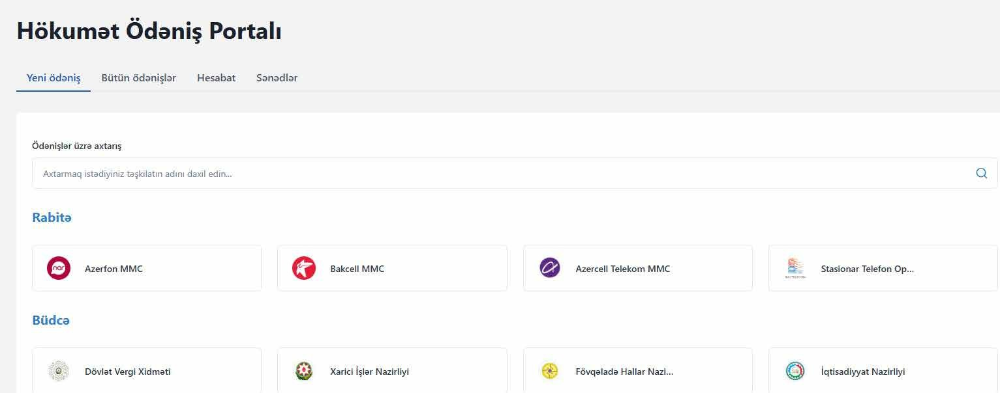 Hökumət Ödəniş Portalı
Yeni ödəniş Bütün ödənişlər Hesabat Sənədlər
Ödənişlər üzrə axtarış
Axtarmaq istədiyiniz təşkilatın adını daxil edin...
Rabitə
nar Azerfon MMC Bakcell MMC Azercell Telekom MMC Stasionar Telefon Op...
Büdcə
Dövlət Vergi Xidməti Xarici İşlər Nazirliyi Fövqəladə Hallar Nazi... İqtisadiyyat Nazirliyi